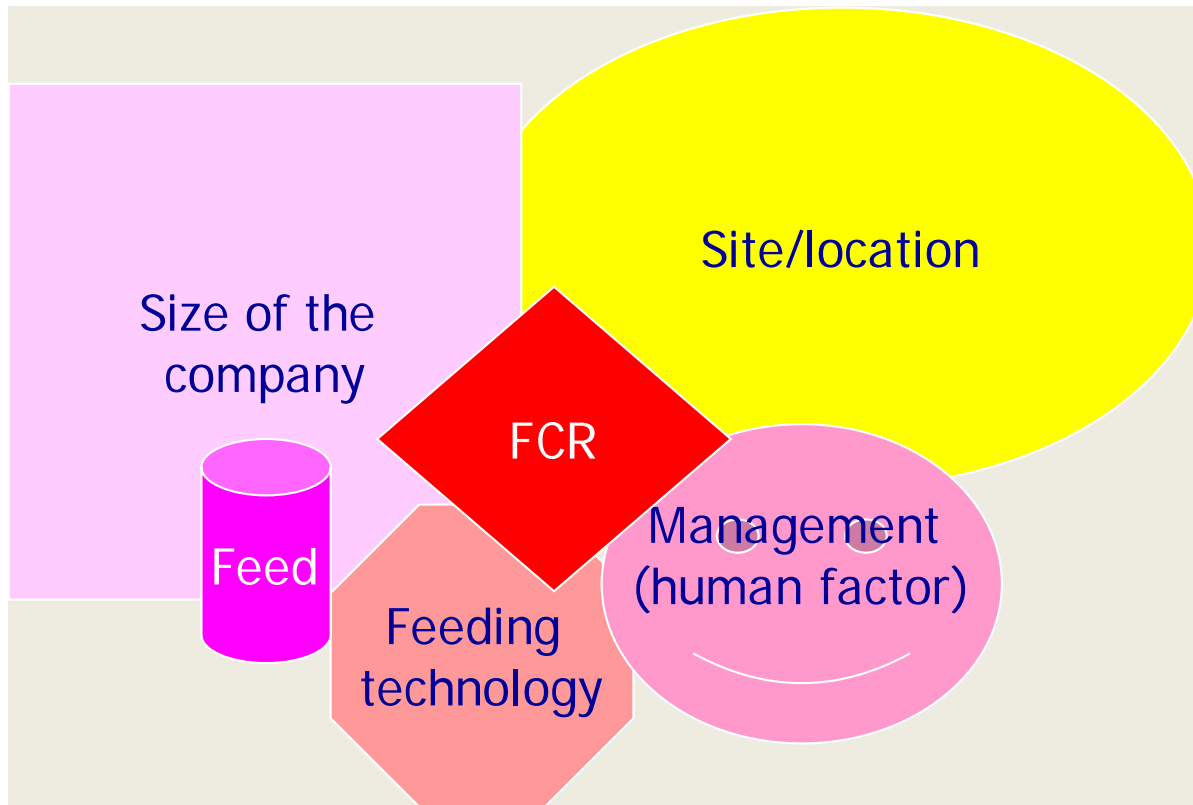 Site/location
Size of the
company
FCR
Management
(human factor)
Feed
Feeding
technology